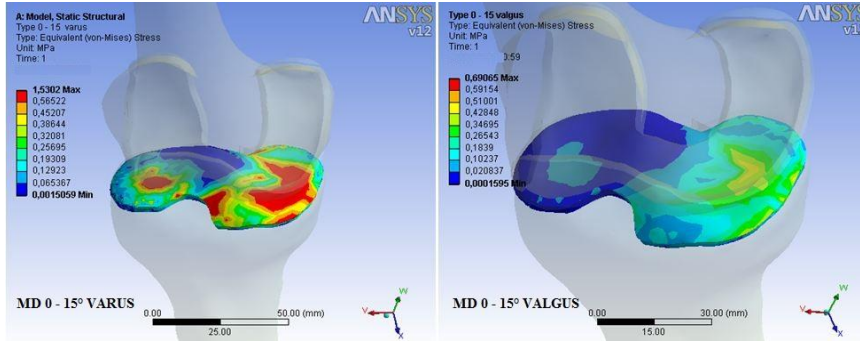 A: Model, Static Structural
Type 0 - 15 varus
Type: Equivalent (von-Mises) Stress
Unit: MPa
Time: 1
ANSYS
v12
1,5302 Max
0,56522
0,45207
0,38644
0,32081
0,25695
0,19309
0,12923
0,065367
0,0015059 Min
MD 0 - 15° VARUS
0.00
50.00 (mm)
25.00
V
W
X
Type 0 - 15 valgus
Type: Equivalent (von-Mises) Stress
Unit: MPa
Time: 1
9:59
ANSYS
v12
0,69065 Max
0,59154
0,51001
0,42848
0,34695
0,26543
0,1839
0,10237
0,020837
0,0001595 Min
MD 0 - 15° VALGUS
0.00
30.00 (mm)
15.00
V
W
X